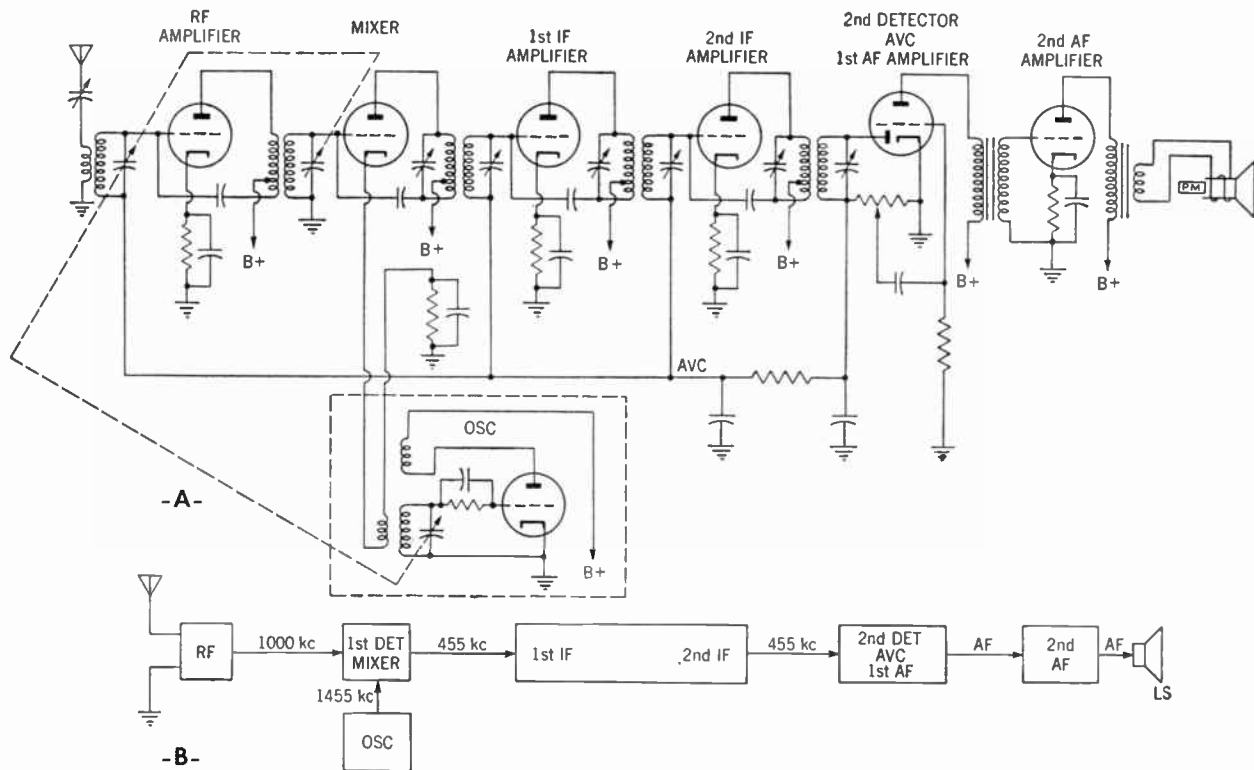 RF
AMPLIFIER
MIXER
1st IF
AMPLIFIER
2nd IF
AMPLIFIER
2nd DETECTOR
AVC
1st AF AMPLIFIER
2nd AF
AMPLIFIER
B+
B+
B+
B+
B+
B+
PM
AVC
OSC
B+
-A-
RF
1000 kc
1st DET
MIXER
455 kc
1st IF
2nd IF
455 kc
2nd DET
AVC
1st AF
AF
2nd
AF
AF
LS
1455 kc
OSC
-B-